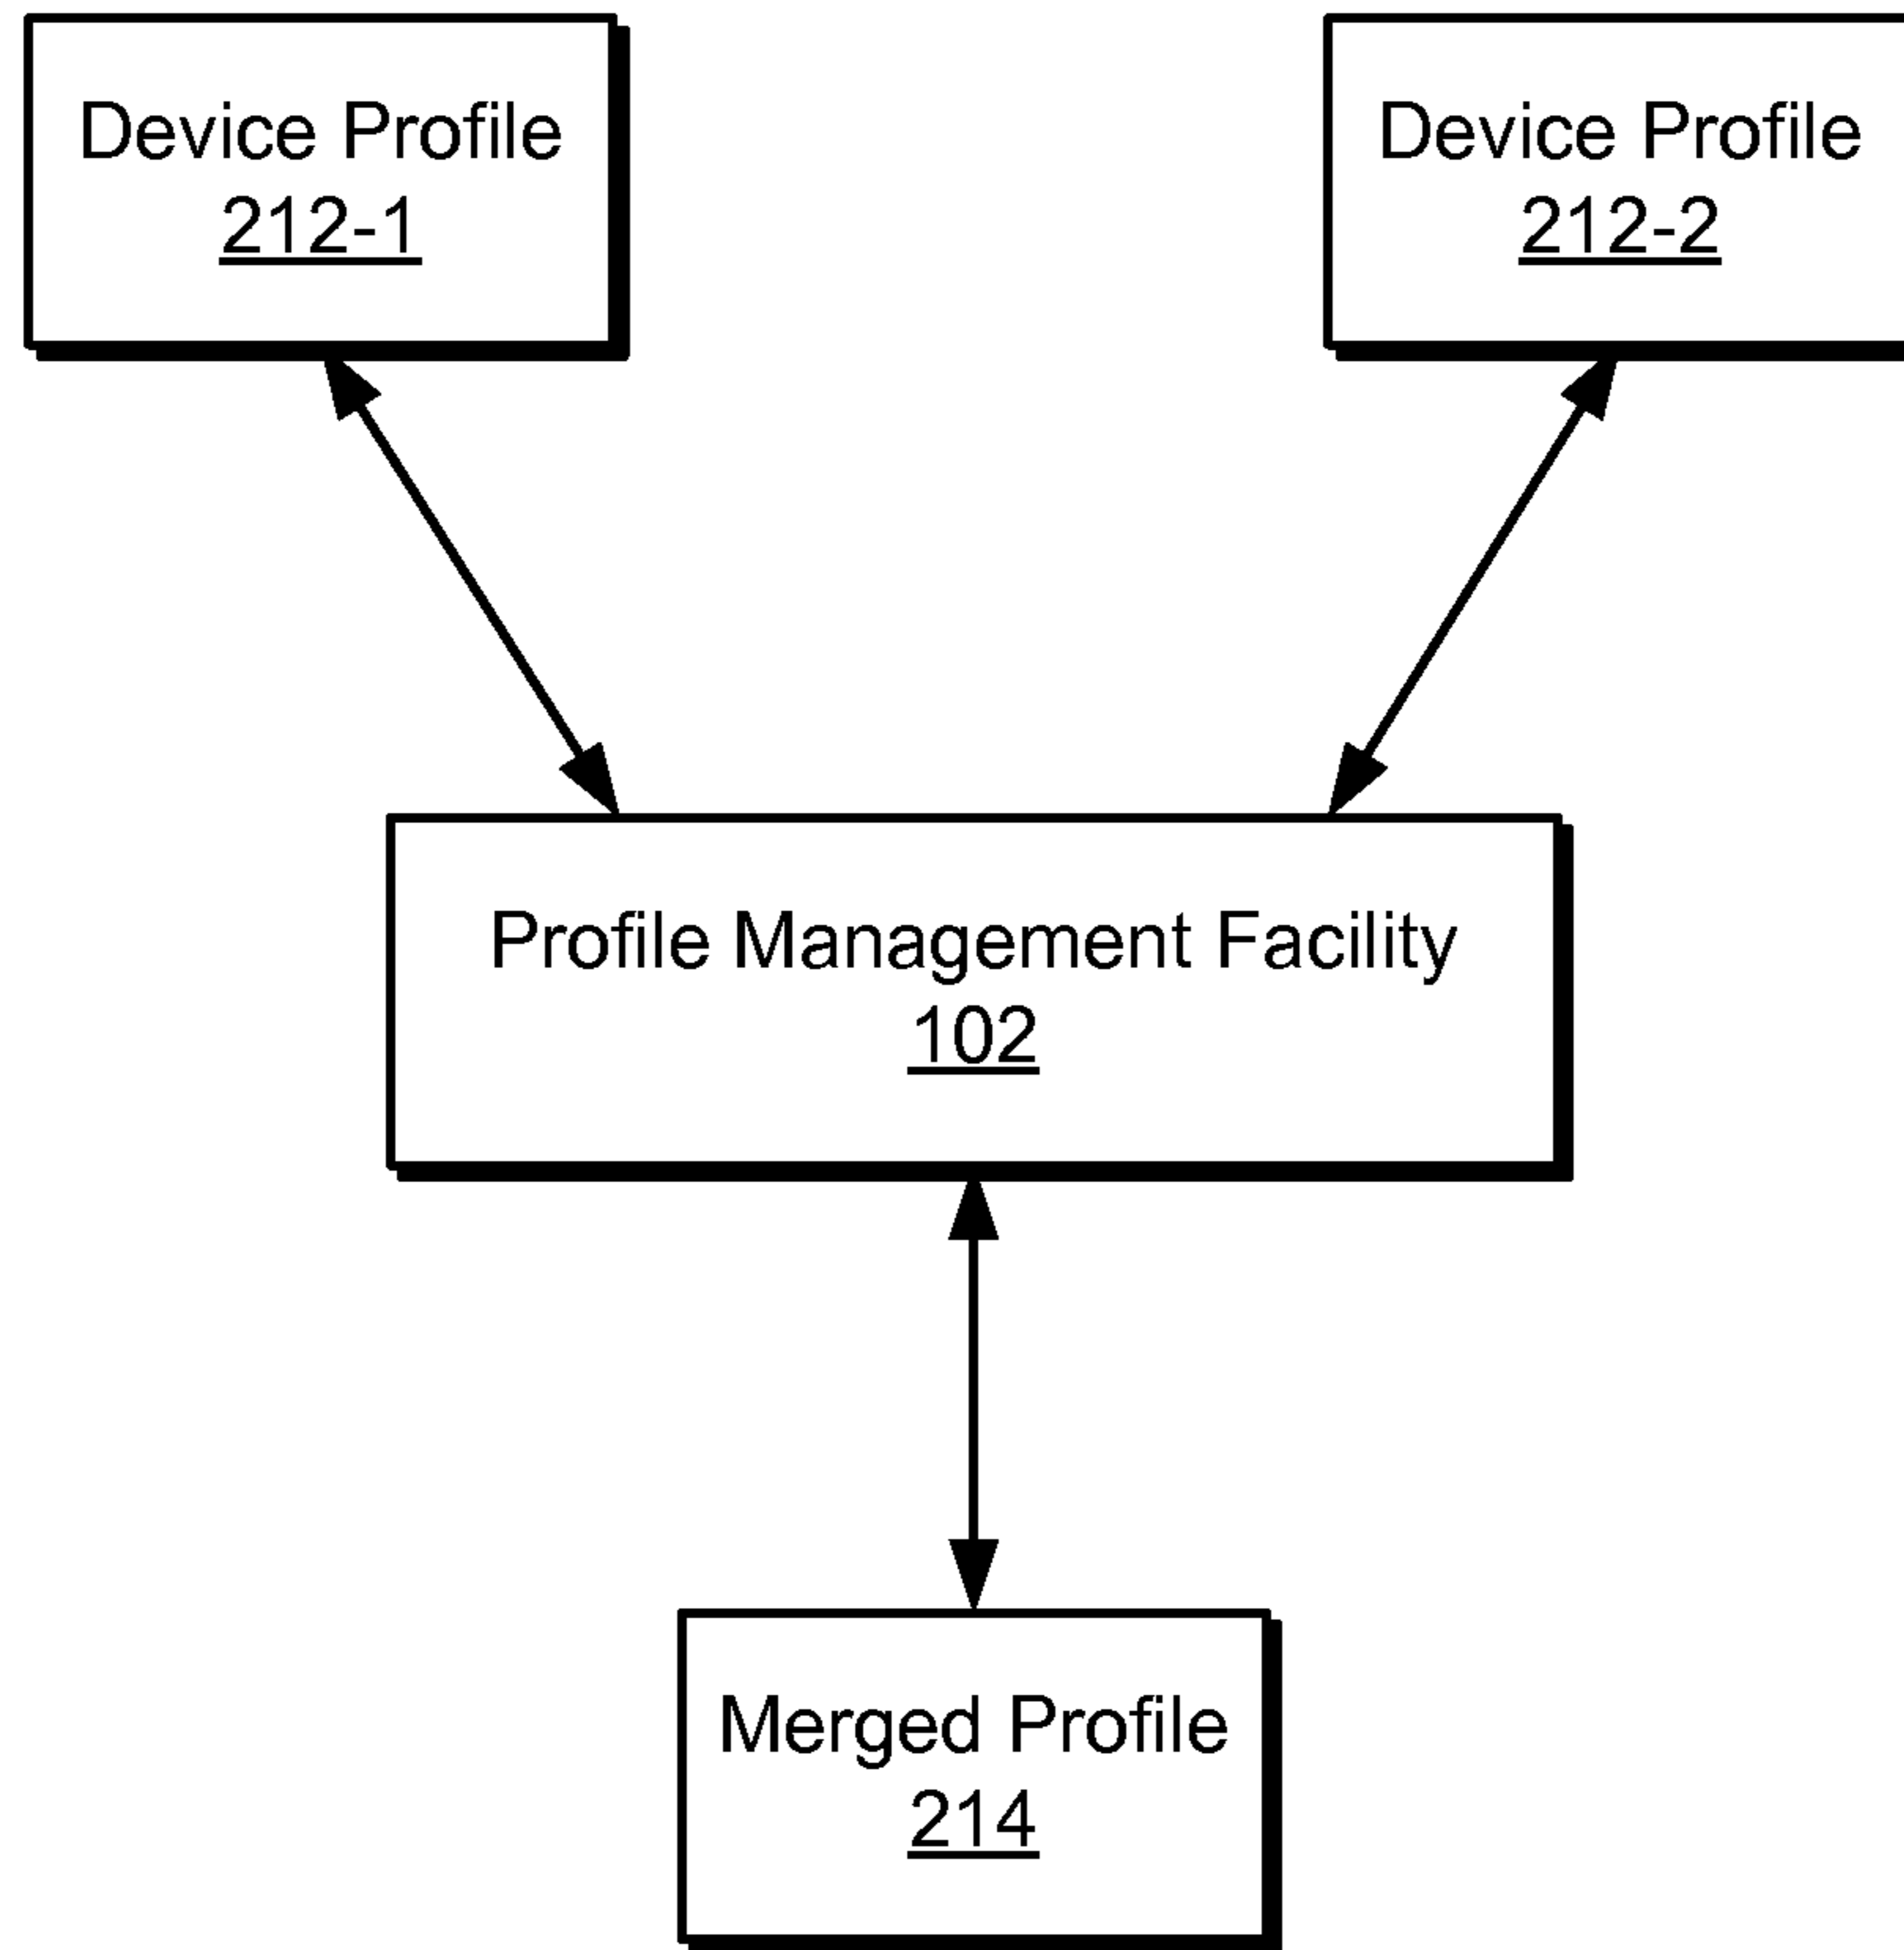 Device Profile
212-1
Device Profile
212-2
Profile Management Facility
102
Merged Profile
214